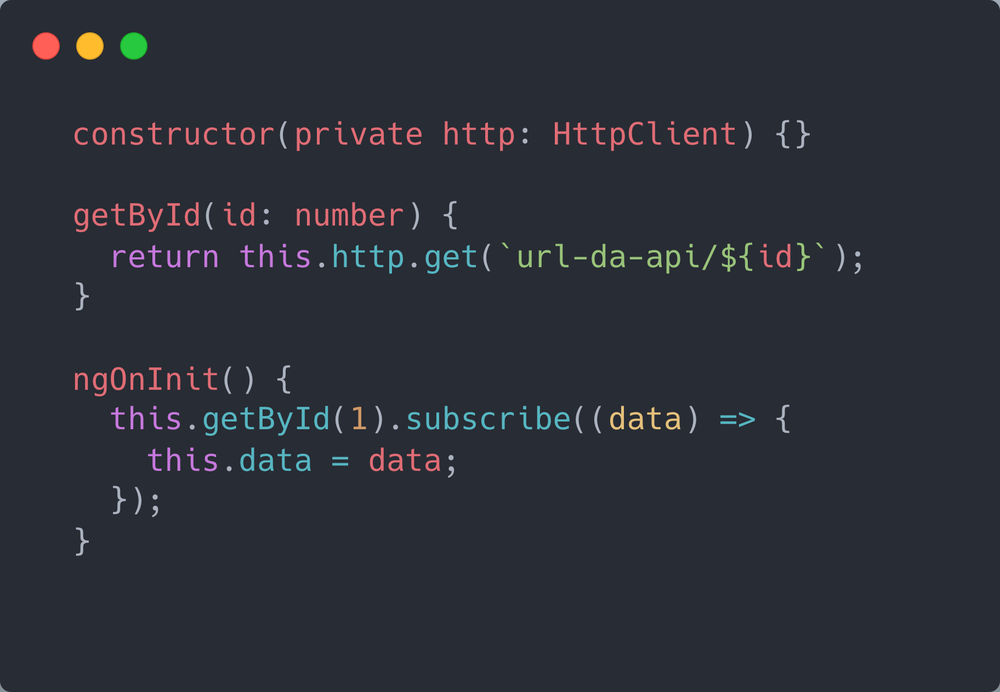 constructor(private http: HttpClient) {}
getById(id: number) {
  return this.http.get(`url-da-api/${id}`);
}
ngOnInit() {
  this.getById(1).subscribe((data) => {
    this.data = data;
  });
}